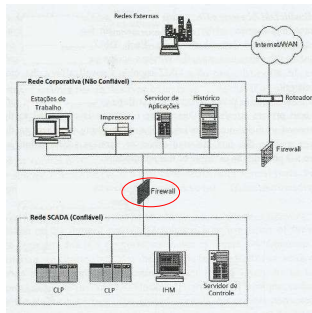 Redes Externas
Internet/WAN
Rede Corporativa (Não Confiável)
Estações de
Trabalho
Impressora
Servidor de
Aplicações
Histórico
Roteador
Firewall
Firewall
Rede SCADA (Confiável)
CLP
CLP
IHM
Servidor de
Controle